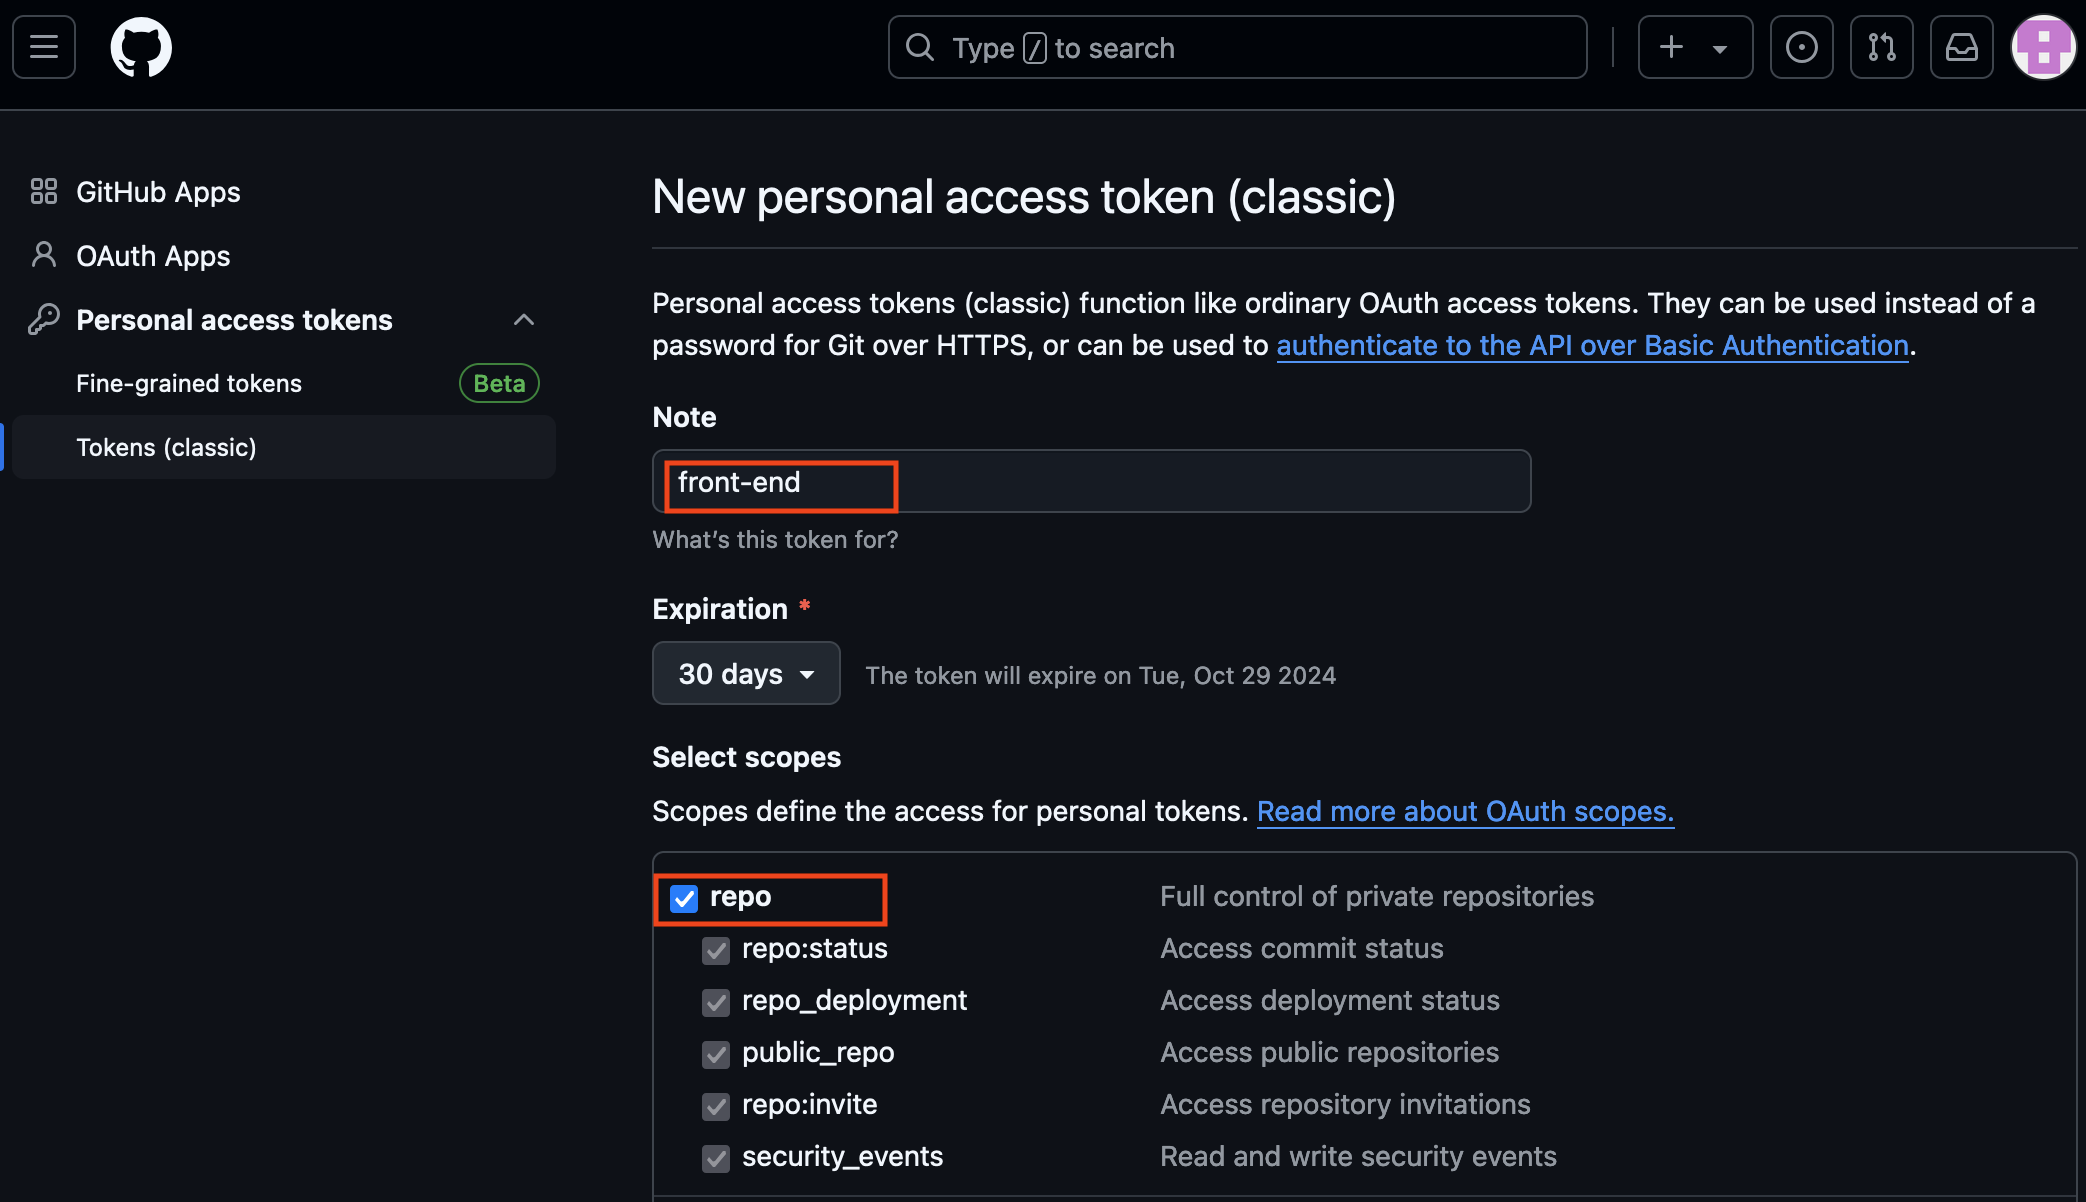 Type / to search
GitHub Apps
OAuth Apps
Personal access tokens
Fine-grained tokens Beta
Tokens (classic)
New personal access token (classic)
Personal access tokens (classic) function like ordinary OAuth access tokens. They can be used instead of a
password for Git over HTTPS, or can be used to authenticate to the API over Basic Authentication.
Note
front-end
What's this token for?
Expiration *
30 days The token will expire on Tue, Oct 29 2024
Select scopes
Scopes define the access for personal tokens. Read more about OAuth scopes.
repo Full control of private repositories
repo:status Access commit status
repo_deployment Access deployment status
public_repo Access public repositories
repo:invite Access repository invitations
security_events Read and write security events